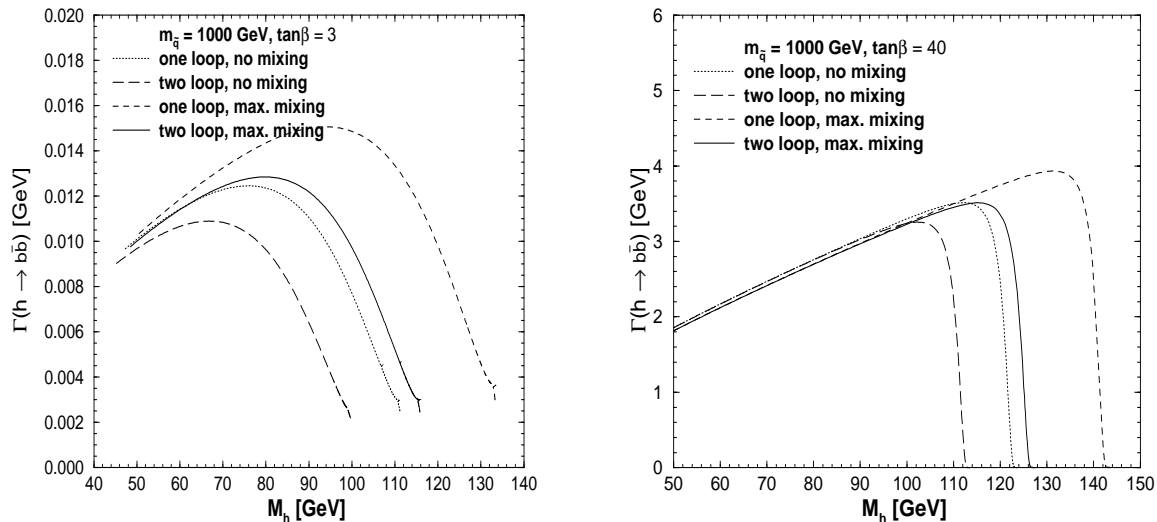 0.020
0.018
0.016
0.014
0.012
0.010
0.008
0.006
0.004
0.002
0.000
Γ(h → bb̄) [GeV]
m_q̃ = 1000 GeV, tanβ = 3
one loop, no mixing
two loop, no mixing
one loop, max. mixing
two loop, max. mixing
40 50 60 70 80 90 100 110 120 130 140
M_h [GeV]
6
5
4
3
2
1
0
Γ(h → bb̄) [GeV]
m_q̃ = 1000 GeV, tanβ = 40
one loop, no mixing
two loop, no mixing
one loop, max. mixing
two loop, max. mixing
50 60 70 80 90 100 110 120 130 140 150
M_h [GeV]